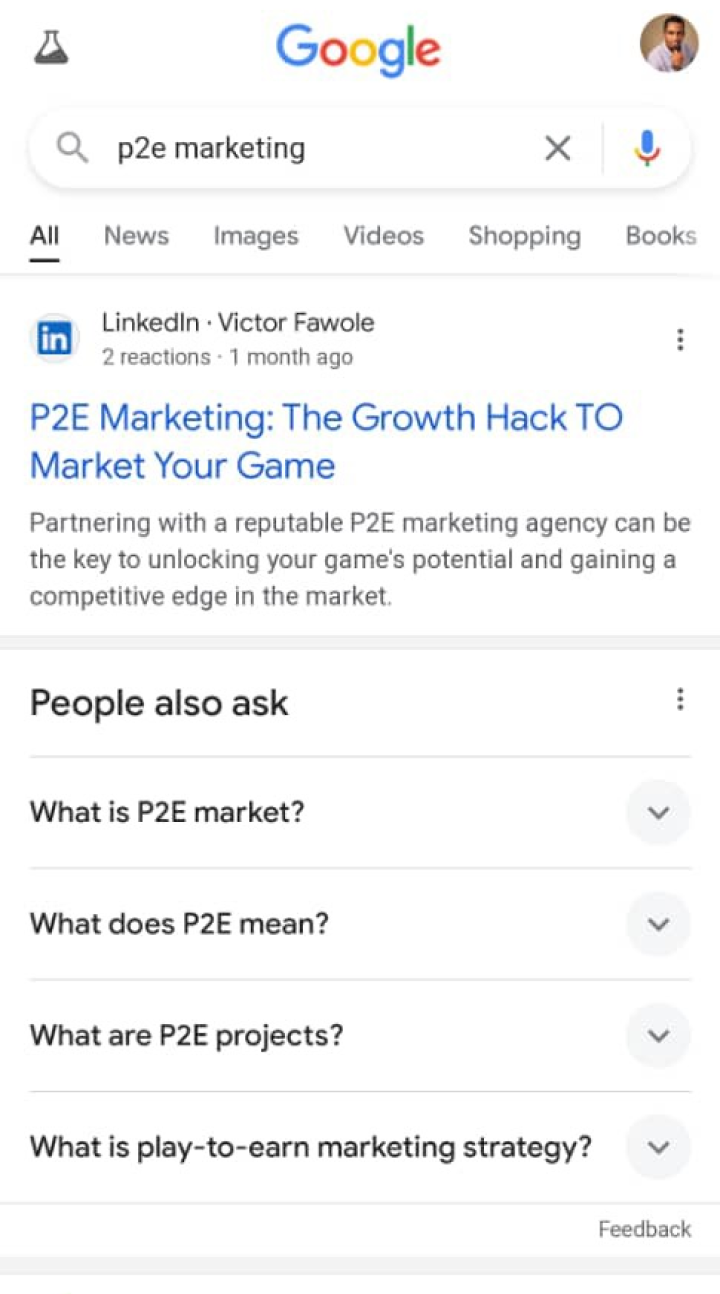 Google
p2e marketing
All News Images Videos Shopping Books
in
LinkedIn · Victor Fawole
2 reactions · 1 month ago
P2E Marketing: The Growth Hack TO
Market Your Game
Partnering with a reputable P2E marketing agency can be
the key to unlocking your game's potential and gaining a
competitive edge in the market.
People also ask
What is P2E market?
What does P2E mean?
What are P2E projects?
What is play-to-earn marketing strategy?
Feedback